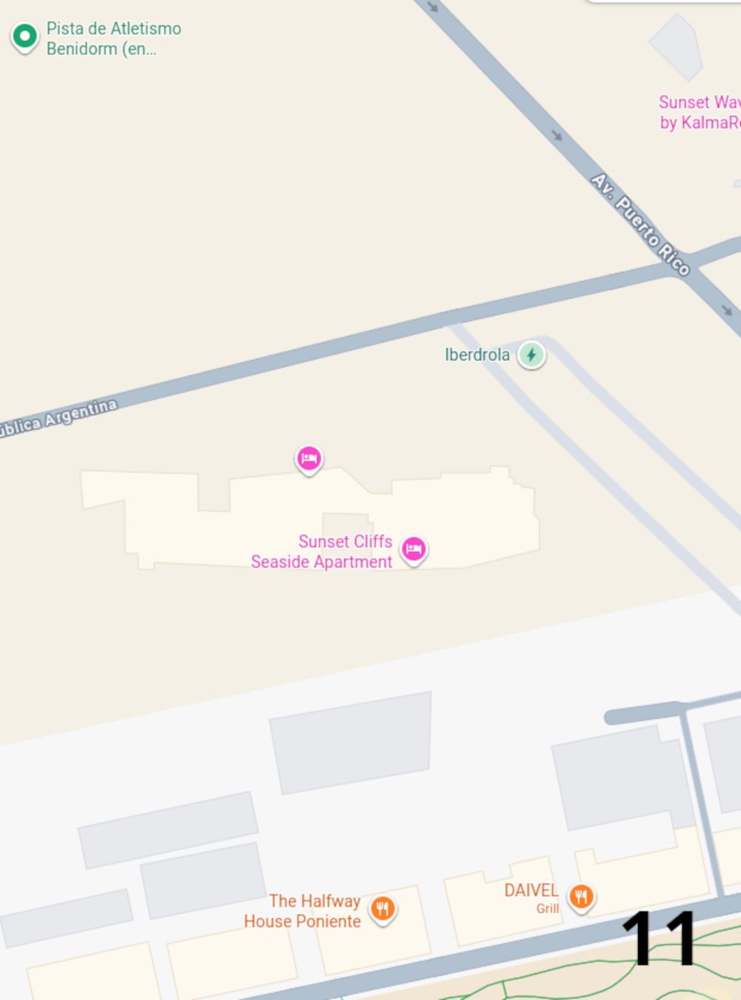 Pista de Atletismo
Benidorm (en...
Sunset Wav
by KalmaR
Av. Puerto Rico
Iberdrola
ública Argentina
Sunset Cliffs
Seaside Apartment
The Halfway
House Poniente
DAIVEL
Grill
11